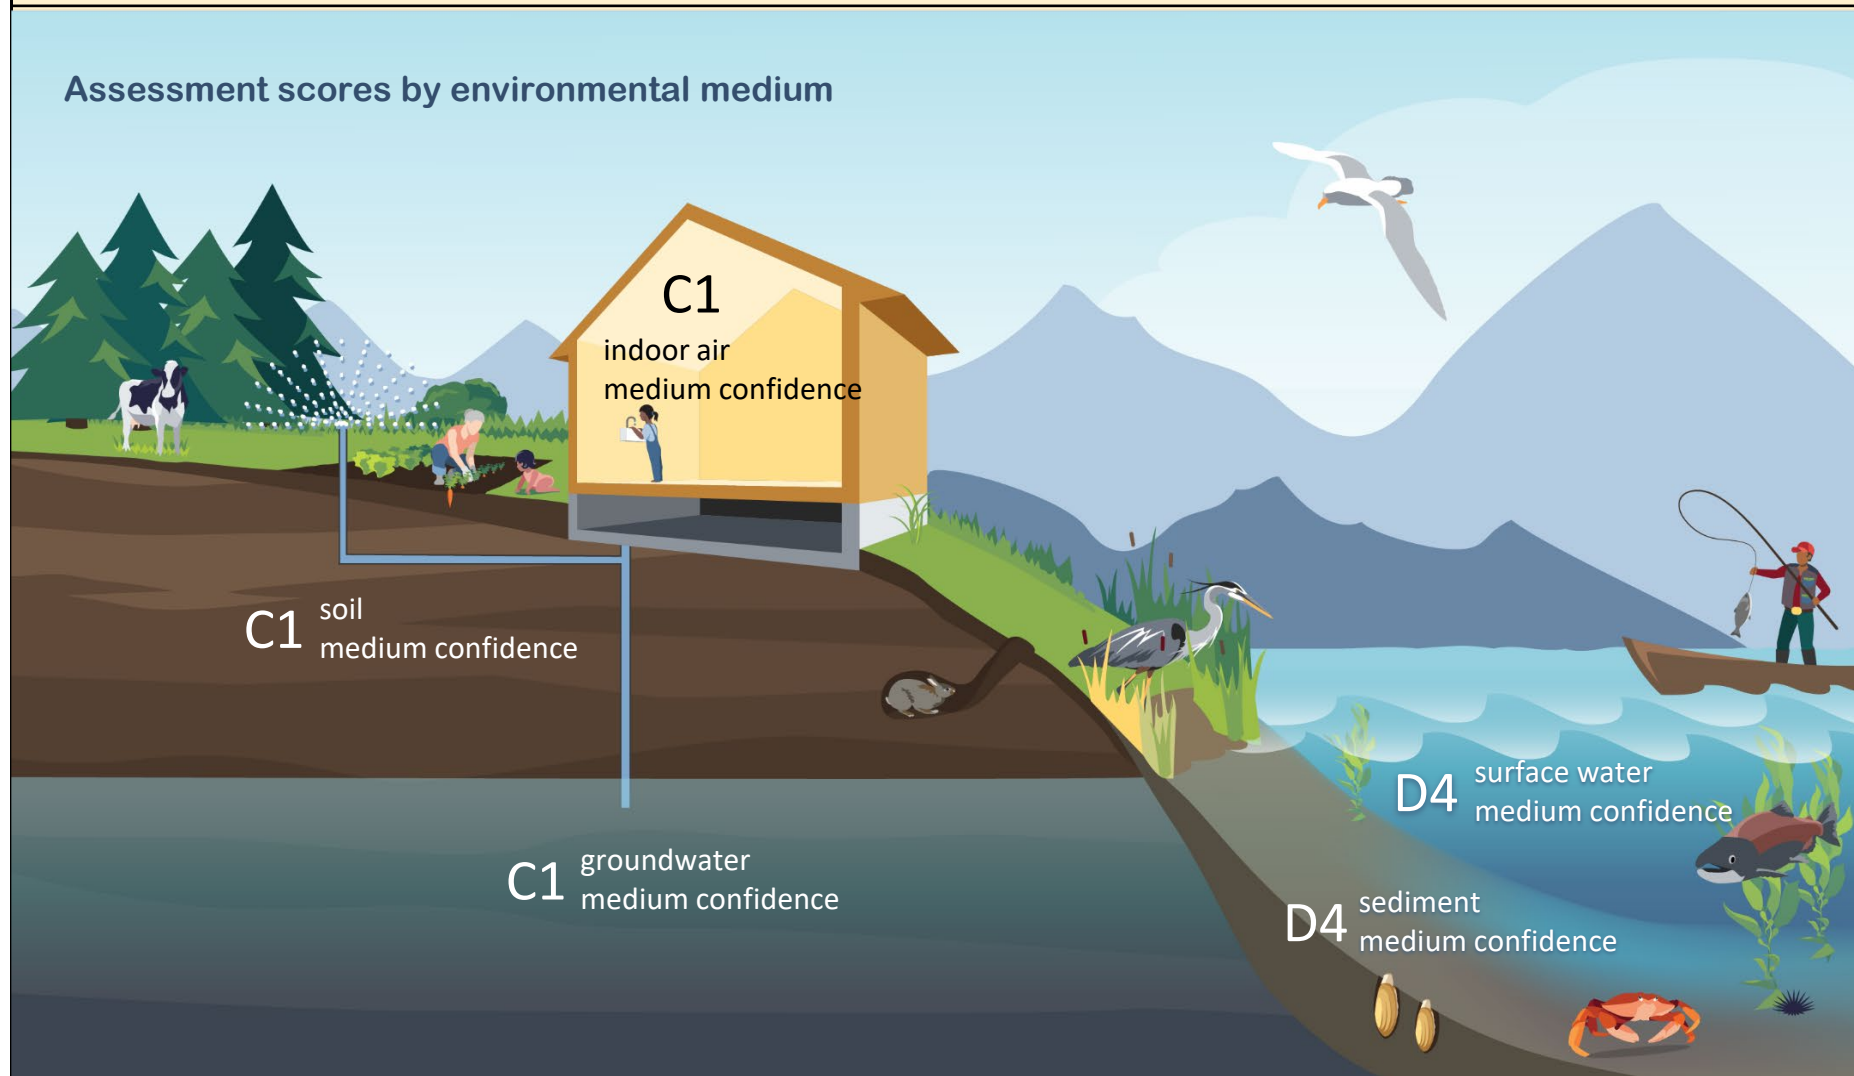 Assessment scores by environmental medium
C1
indoor air
medium confidence
C1
soil
medium confidence
D4
surface water
medium confidence
C1
groundwater
medium confidence
D4
sediment
medium confidence